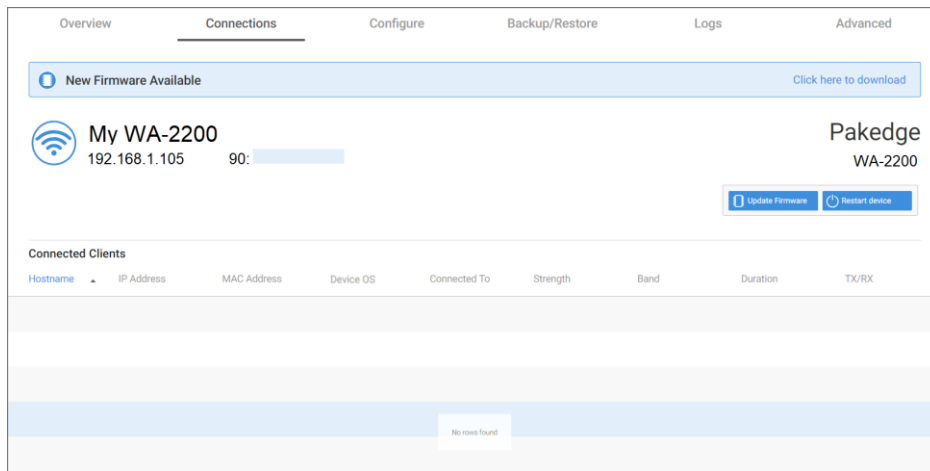 Overview Connections Configure Backup/Restore Logs Advanced
New Firmware Available Click here to download
My WA-2200 Pakedge
192.168.1.105 90: WA-2200
Update Firmware Restart device
Connected Clients
Hostname IP Address MAC Address Device OS Connected To Strength Band Duration TX/RX
No rows found